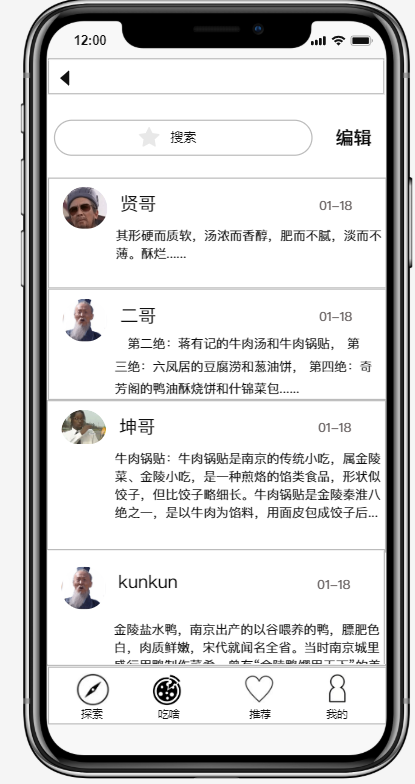 12:00
搜索
编辑
贤哥
01-18
其形硬而质软，汤浓而香醇，肥而不腻，淡而不
薄。酥烂......
二哥
01-18
第二绝：蒋有记的牛肉汤和牛肉锅贴， 第
三绝：六凤居的豆腐涝和葱油饼， 第四绝：奇
芳阁的鸭油酥烧饼和什锦菜包......
坤哥
01-18
牛肉锅贴：牛肉锅贴是南京的传统小吃，属金陵
菜、金陵小吃，是一种煎烙的馅类食品，形状似
饺子，但比饺子略细长。牛肉锅贴是金陵秦淮八
绝之一，是以牛肉为馅料，用面皮包成饺子后...
kunkun
01-18
金陵盐水鸭，南京出产的以谷喂养的鸭，膘肥色
白，肉质鲜嫩，宋代就闻名全省。当时南京城里
探索
吃啥
推荐
我的